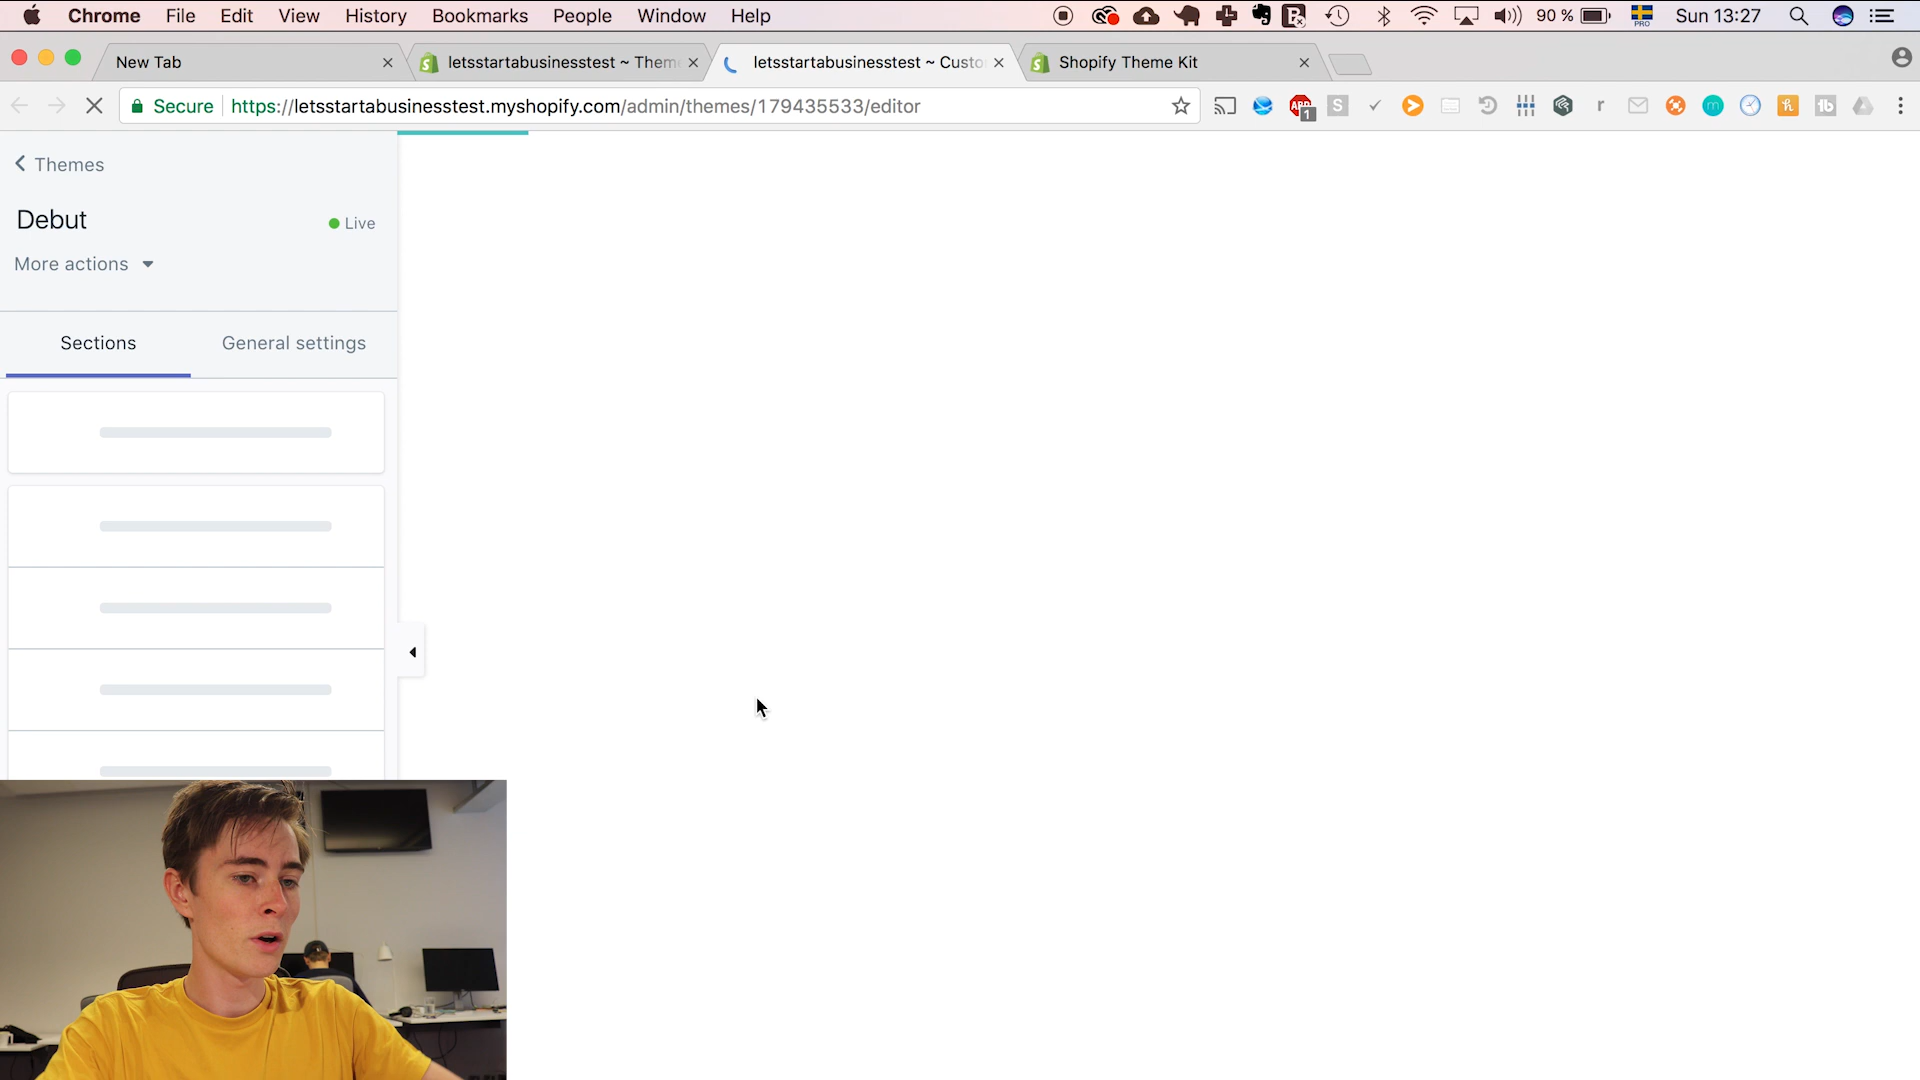 Chrome File Edit View History Bookmarks People Window Help 90 % PRO Sun 13:27
New Tab letsstartabusinesstest ~ Them letsstartabusinesstest ~ Custo Shopify Theme Kit
Secure https://letsstartabusinesstest.myshopify.com/admin/themes/179435533/editor
Themes
Debut Live
More actions
Sections General settings